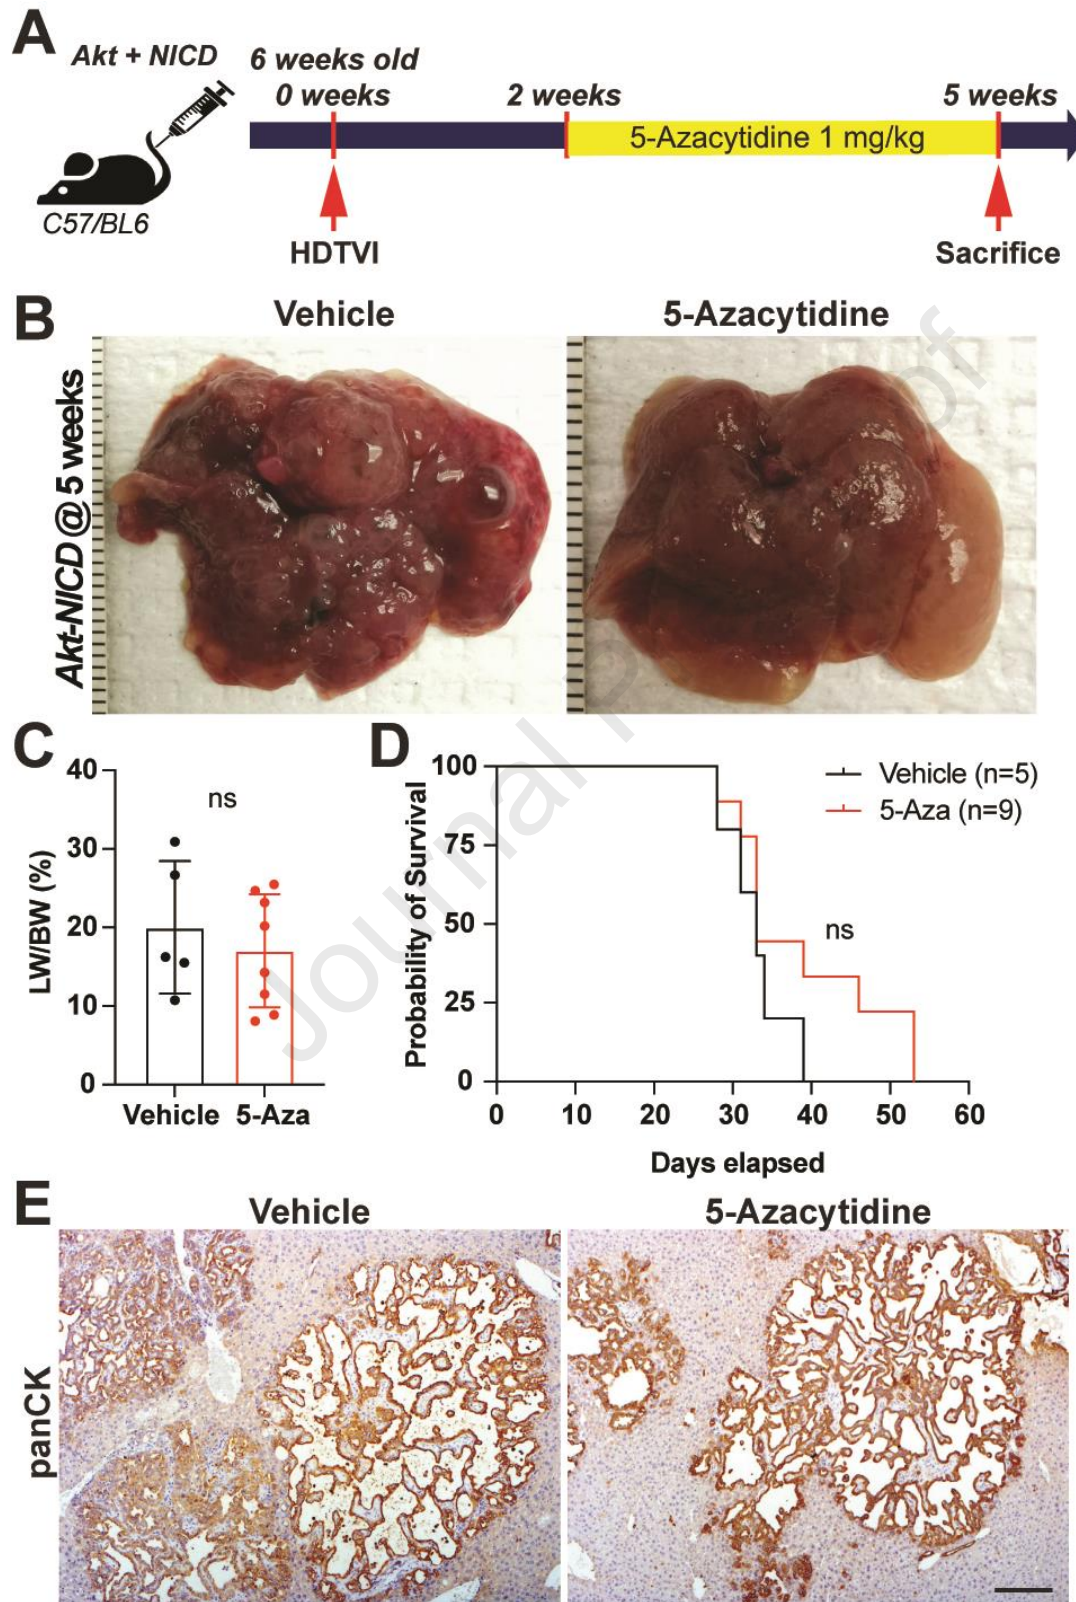 A
Akt + NICD
6 weeks old
0 weeks
2 weeks
5 weeks
5-Azacytidine 1 mg/kg
C57/BL6
HDTVI
Sacrifice
B
Vehicle
5-Azacytidine
Akt-NICD @ 5 weeks
C
40
30
20
10
0
LW/BW (%)
ns
Vehicle
5-Aza
D
100
75
50
25
0
Probability of Survival
Vehicle (n=5)
5-Aza (n=9)
ns
0 10 20 30 40 50 60
Days elapsed
E
Vehicle
5-Azacytidine
panCK
Journal P
of